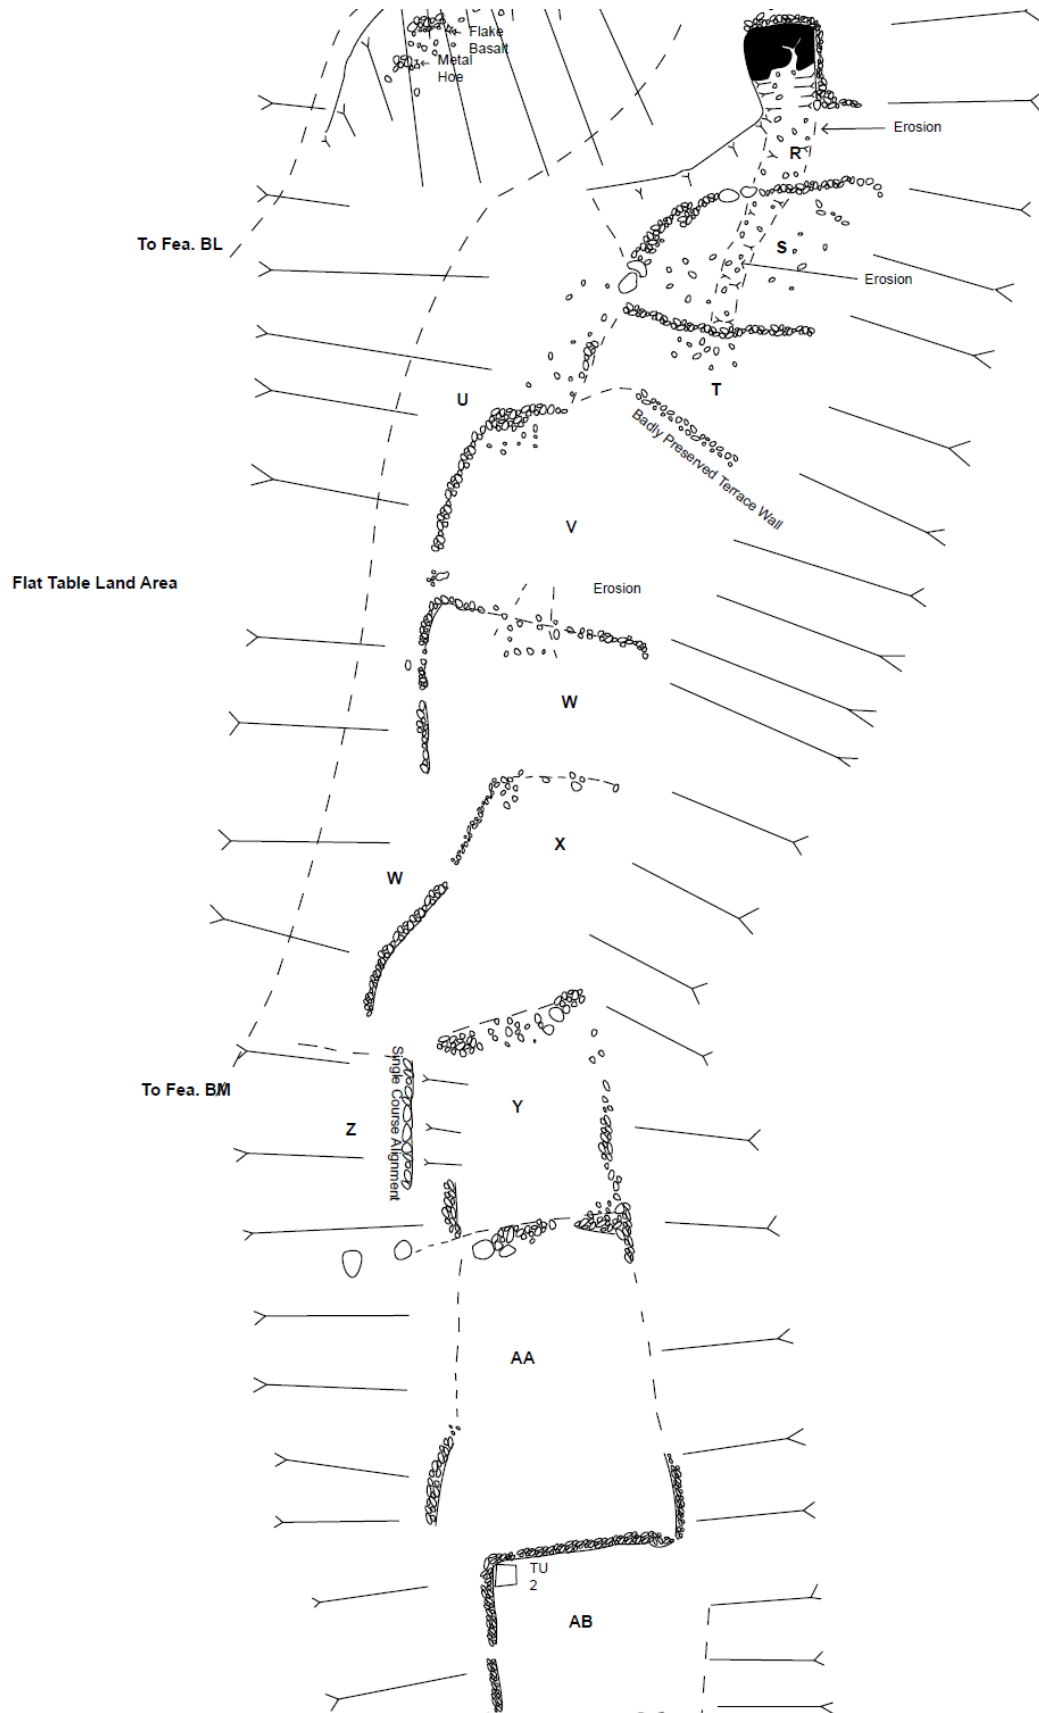 Flake
Basalt
Metal
Hoe
Erosion
R
To Fea. BL
S
Erosion
U
T
Badly Preserved Terrace Wall
V
Flat Table Land Area
Erosion
W
X
W
To Fea. BM
Single Course Alignment
Y
Z
AA
TU
2
AB